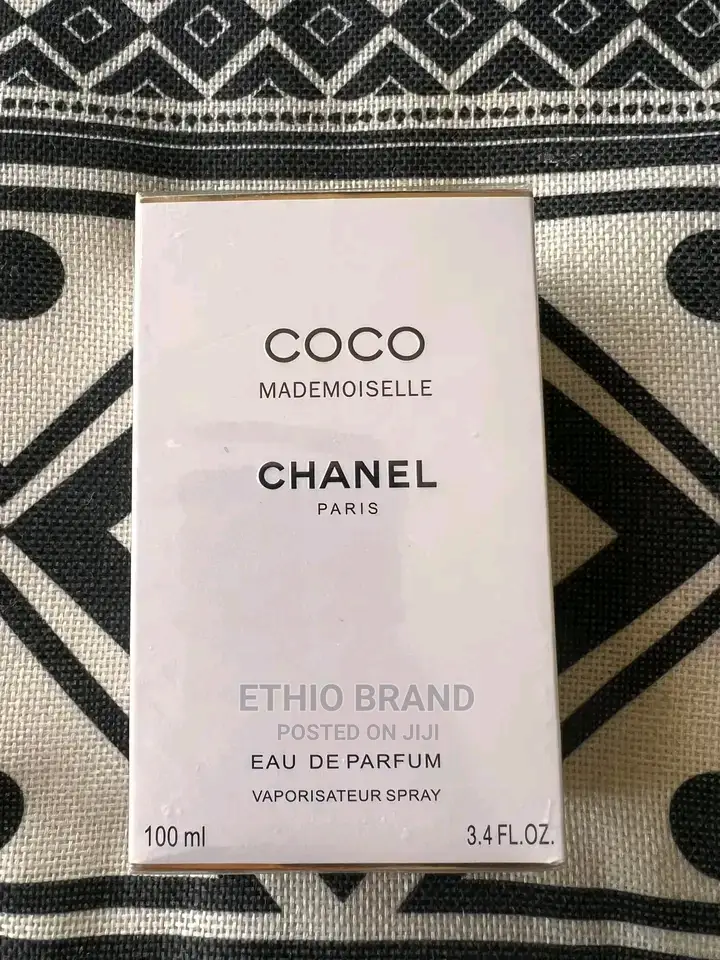 COCO
MADEMOISELLE
CHANEL
PARIS
ETHIO BRAND
POSTED ON JIJI
EAU DE PARFUM
VAPORISATEUR SPRAY
100 ml 3.4 FL.OZ.